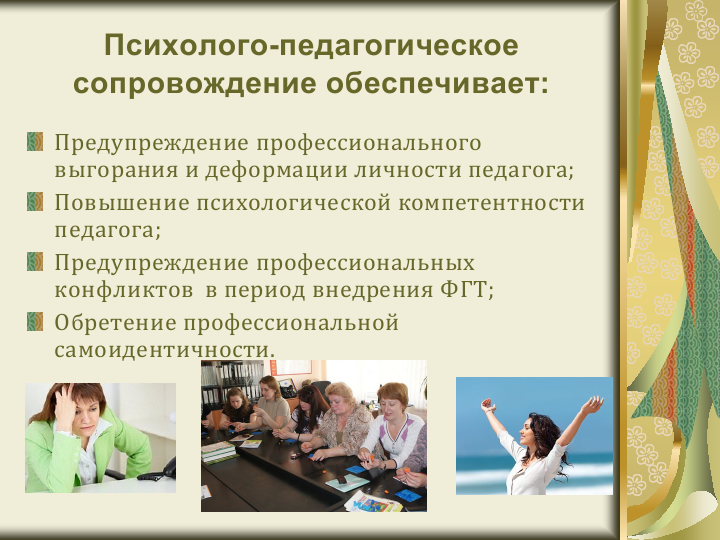 Психолого-педагогическое
сопровождение обеспечивает:
Предупреждение профессионального
выгорания и деформации личности педагога;
Повышение психологической компетентности
педагога;
Предупреждение профессиональных
конфликтов  в период внедрения ФГТ;
Обретение профессиональной
самоидентичности.